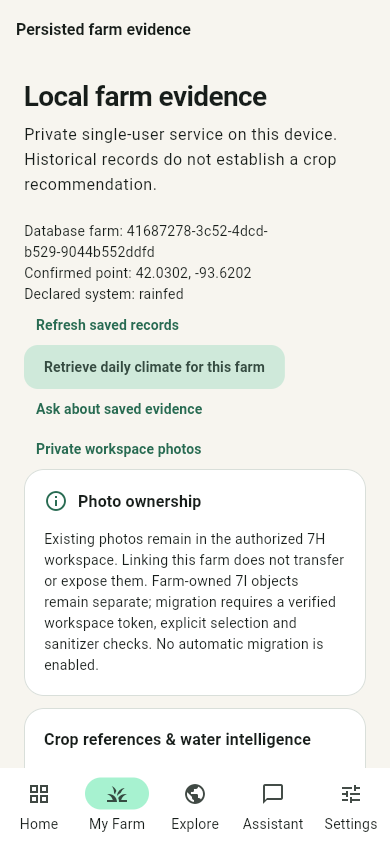 Persisted farm evidence
Local farm evidence
Private single-user service on this device.
Historical records do not establish a crop
recommendation.
Database farm: 41687278-3c52-4dcd-
b529-9044b552ddfd
Confirmed point: 42.0302, -93.6202
Declared system: rainfed
Refresh saved records
Retrieve daily climate for this farm
Ask about saved evidence
Private workspace photos
Photo ownership
Existing photos remain in the authorized 7H
workspace. Linking this farm does not transfer
or expose them. Farm-owned 7I objects
remain separate; migration requires a verified
workspace token, explicit selection and
sanitizer checks. No automatic migration is
enabled.
Crop references & water intelligence
Home
My Farm
Explore
Assistant
Settings